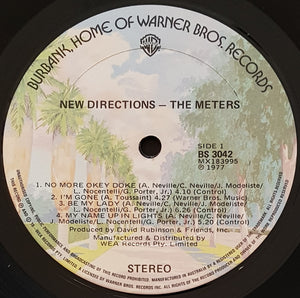 BURBANK, HOME OF WARNER BROS. RECORDS
NEW DIRECTIONS – THE METERS
SIDE 1
BS 3042
MX183995
℗ 1977
1. NO MORE OKEY DOKE (A. Neville/C. Neville/J. Modeliste/
L. Nocentelli/G. Porter, Jr.) 4.10 (Control)
2. I'M GONE (A. Toussaint) 4.27 (Warner Bros. Music)
3. BE MY LADY (A. Neville/C. Neville/J. Modeliste/
L. Nocentelli/G. Porter, Jr.) (Control)
4. MY NAME UP IN LIGHTS (A. Neville/C. Neville/
J. Modeliste/L. Nocentelli/G. Porter, Jr.) 5.20 (Control)
Produced by David Rubinson & Friends, Inc.
Manufactured & Distributed by
WEA Records Pty. Limited
STEREO